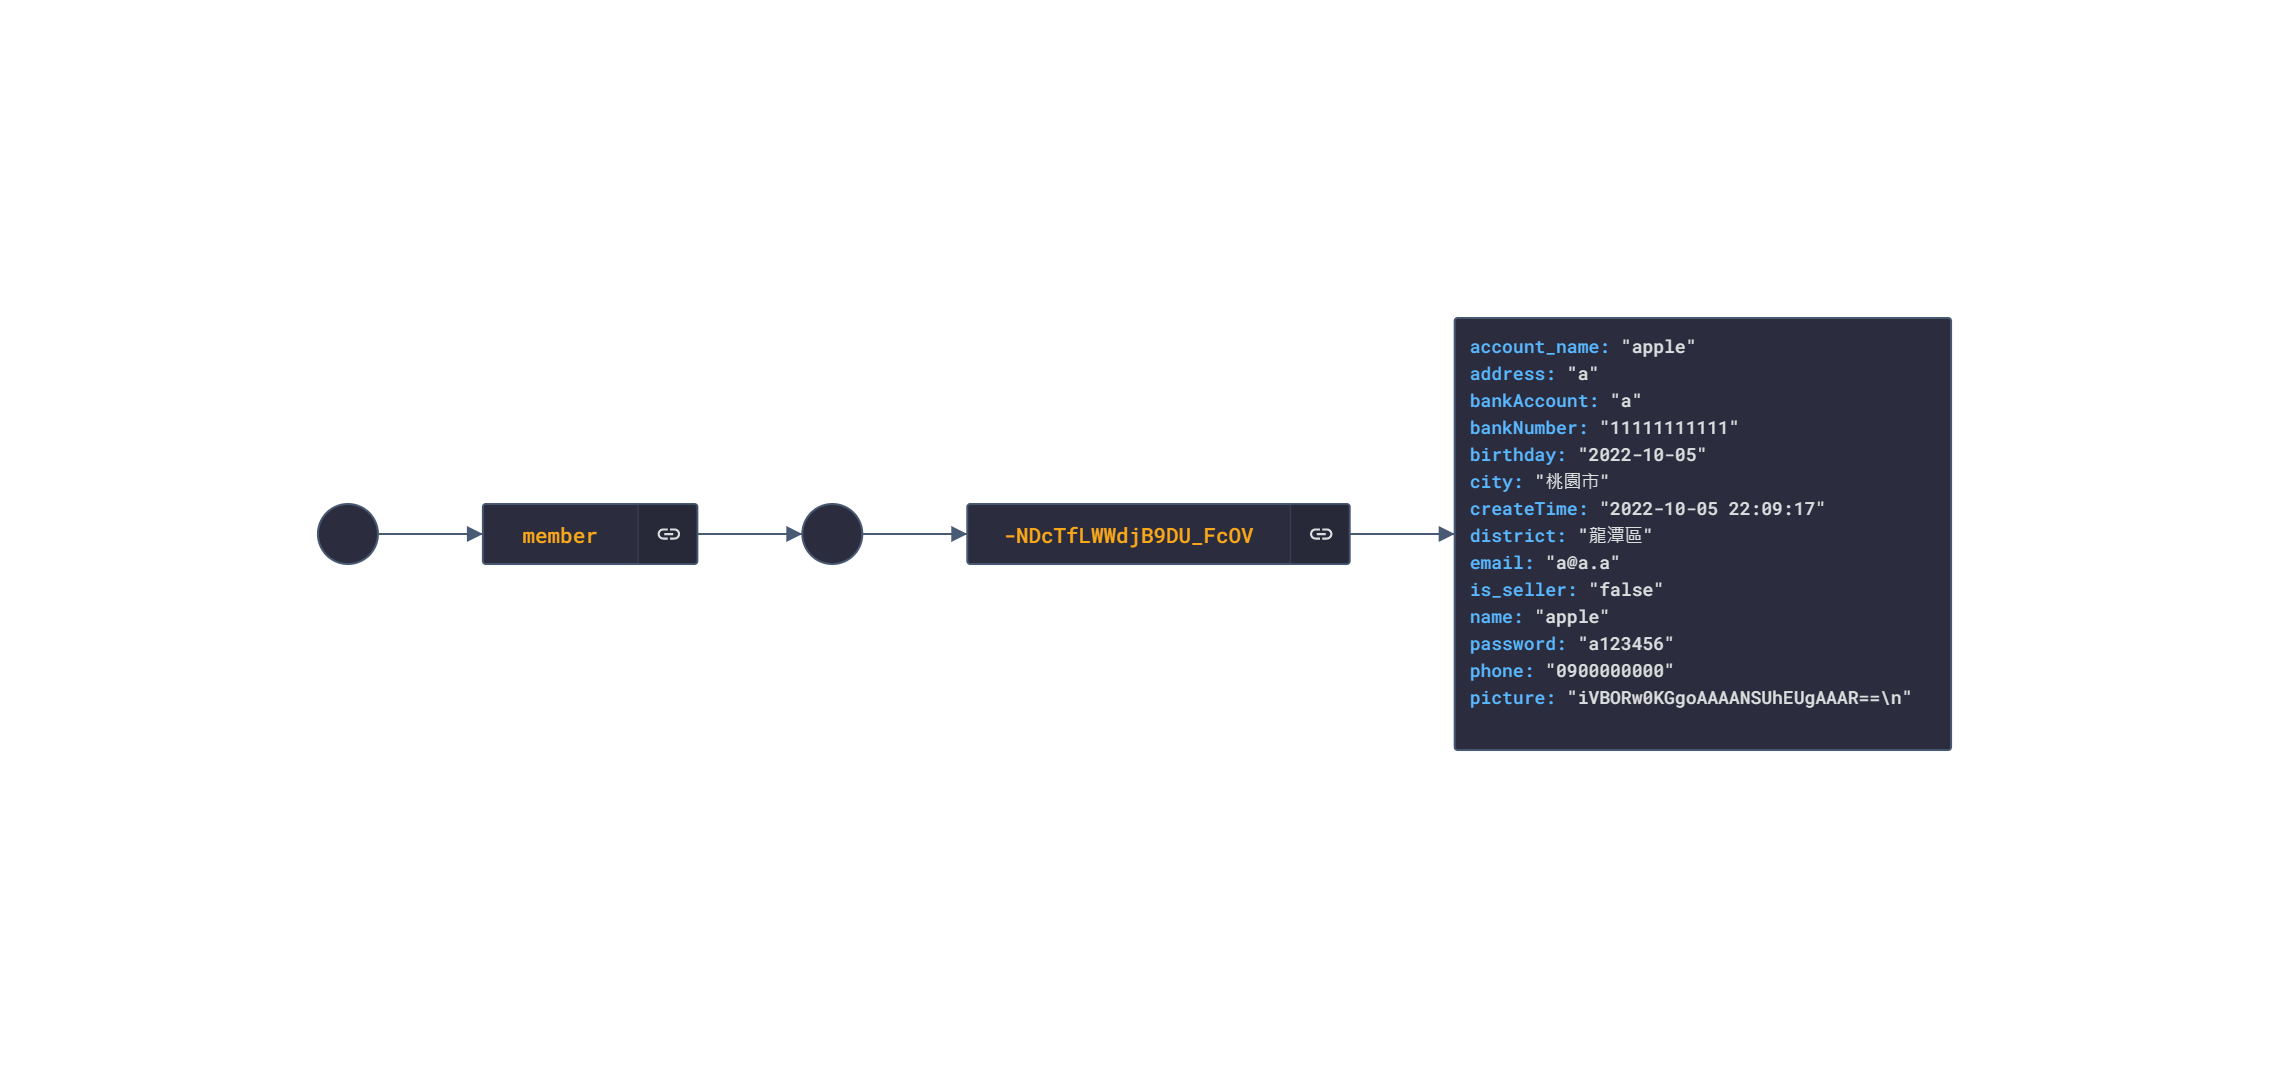 member
-NDcTfLWWdjB9DU_FcOV
account_name: "apple"
address: "a"
bankAccount: "a"
bankNumber: "11111111111"
birthday: "2022-10-05"
city: "桃園市"
createTime: "2022-10-05 22:09:17"
district: "龍潭區"
email: "a@a.a"
is_seller: "false"
name: "apple"
password: "a123456"
phone: "0900000000"
picture: "iVBORw0KGgoAAAANSUhEUgAAAR==\n"